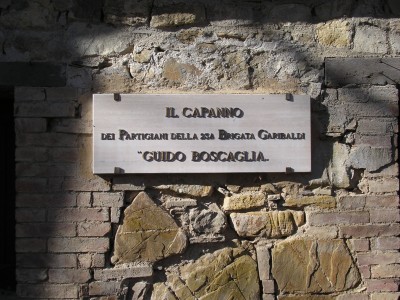 IL CAPANNO
DEI PARTIGIANI DELLA 23A BRIGATA GARIBALDI
"GUIDO BOSCAGLIA.